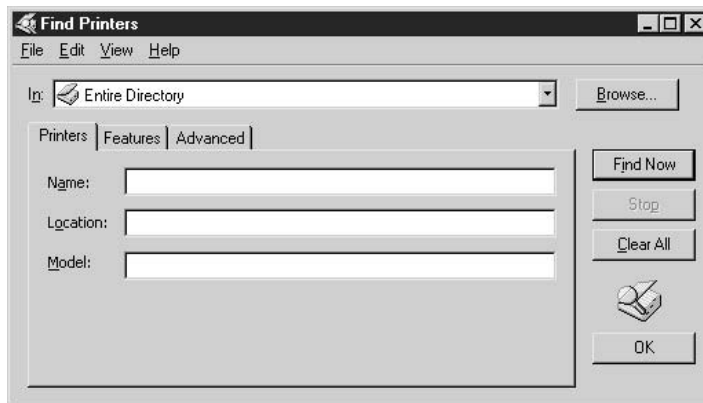 Find Printers
File Edit View Help
In: Entire Directory Browse...
Printers Features Advanced
Name:
Location:
Model:
Find Now
Stop
Clear All
OK